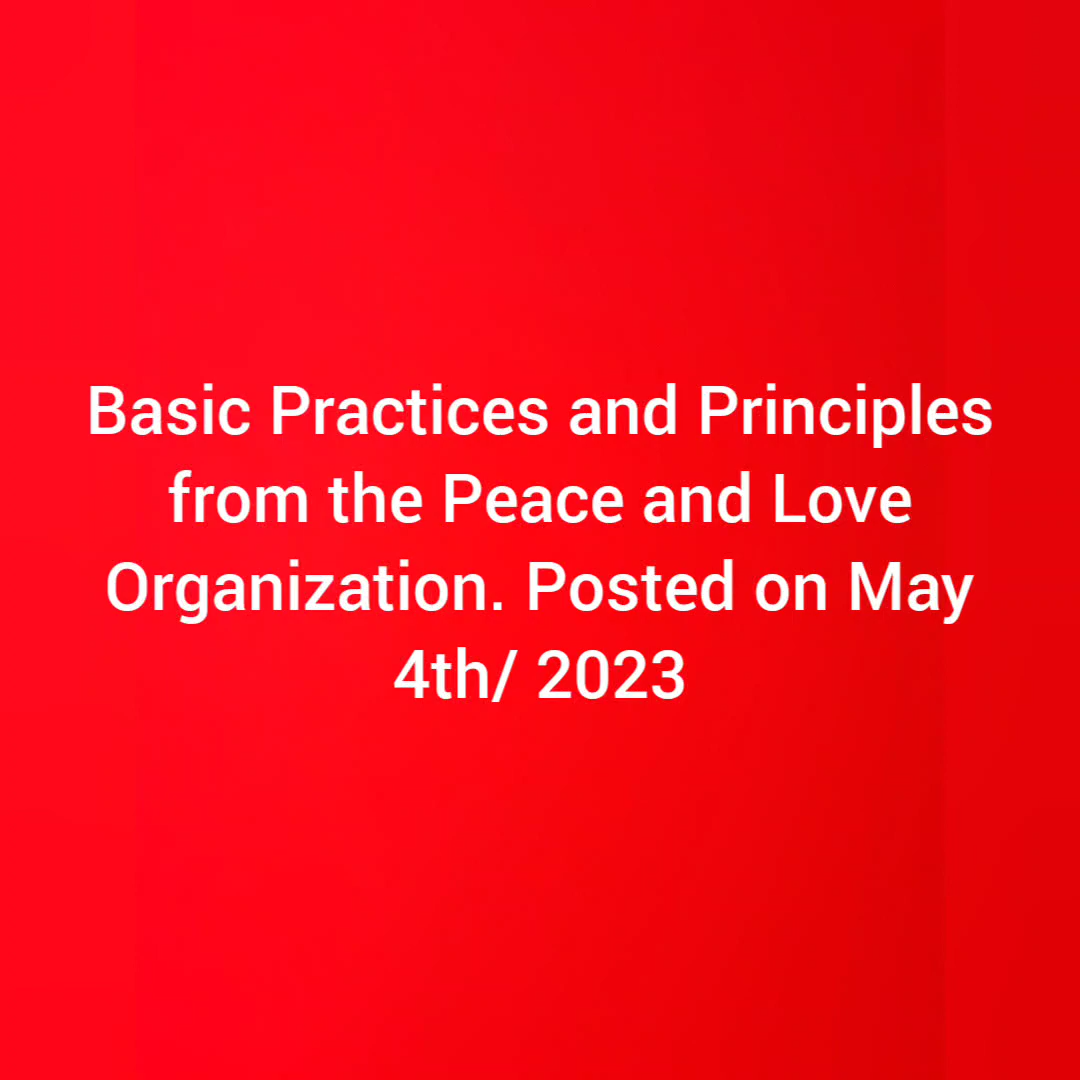 Basic Practices and Principles
from the Peace and Love
Organization. Posted on May
4th/ 2023